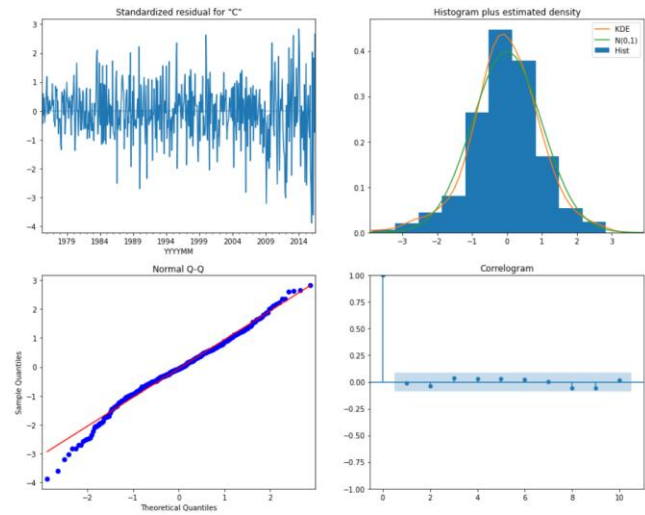 Standardized residual for "C"
3
2
1
0
−1
−2
−3
−4
1979 1984 1989 1994 1999 2004 2009 2014
YYYYMM
Histogram plus estimated density
KDE
N(0,1)
Hist
0.4
0.3
0.2
0.1
0.0
−3 −2 −1 0 1 2 3
Normal Q-Q
Sample Quantiles
3
2
1
0
−1
−2
−3
−4
−2 −1 0 1 2
Theoretical Quantiles
Correlogram
1.00
0.75
0.50
0.25
0.00
−0.25
−0.50
−0.75
−1.00
0 2 4 6 8 10